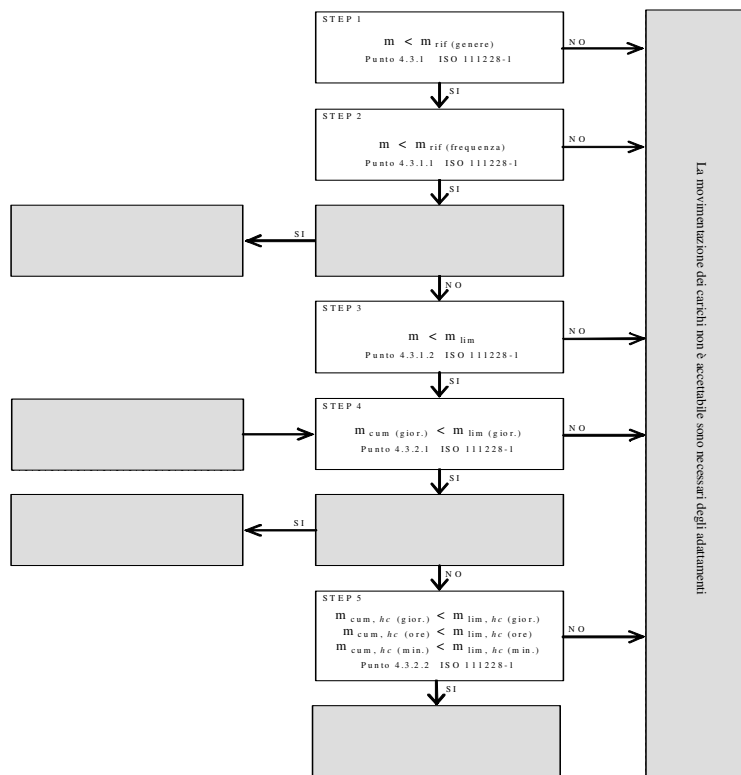 STEP 1
m < m rif (genere)
Punto 4.3.1 ISO 111228-1
NO
SI
STEP 2
m < m rif (frequenza)
Punto 4.3.1.1 ISO 111228-1
NO
SI
SI
NO
STEP 3
m < m lim
Punto 4.3.1.2 ISO 111228-1
NO
SI
STEP 4
m cum (gior.) < m lim (gior.)
Punto 4.3.2.1 ISO 111228-1
NO
SI
SI
NO
STEP 5
m cum, hc (gior.) < m lim, hc (gior.)
m cum, hc (ore) < m lim, hc (ore)
m cum, hc (min.) < m lim, hc (min.)
Punto 4.3.2.2 ISO 111228-1
NO
SI
La movimentazione dei carichi non è accettabile sono necessari degli adattamenti